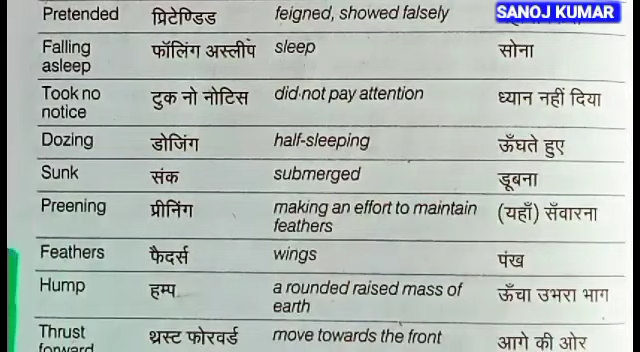 SANOJ KUMAR
Pretended प्रिटेण्डिड feigned, showed falsely
Falling asleep फॉलिंग अस्लीप sleep सोना
Took no notice टुक नो नोटिस did not pay attention ध्यान नहीं दिया
Dozing डोजिंग half-sleeping ऊँघते हुए
Sunk संक submerged डूबना
Preening प्रीनिंग making an effort to maintain feathers (यहाँ) सँवारना
Feathers फैदर्स wings पंख
Hump हम्प a rounded raised mass of earth ऊँचा उभरा भाग
Thrust forward थ्रस्ट फोरवर्ड move towards the front आगे की ओर